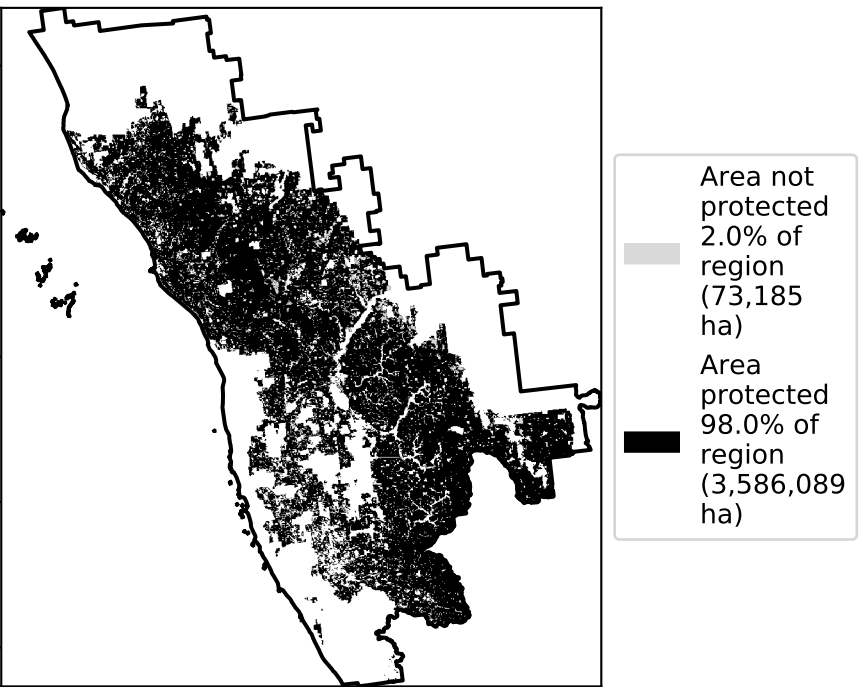 Area not
protected
2.0% of
region
(73,185
ha)
Area
protected
98.0% of
region
(3,586,089
ha)